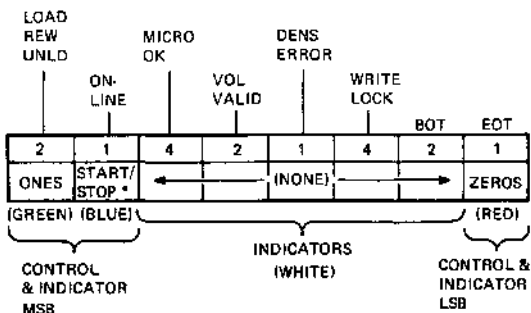 LOAD
REW
UNLD
ON-
LINE
MICRO
OK
VOL
VALID
DENS
ERROR
WRITE
LOCK
BOT
EOT
2 1 4 2 1 4 2 1
ONES
START/
STOP *
(NONE)
ZEROS
(GREEN) (BLUE)
(RED)
INDICATORS
(WHITE)
CONTROL
& INDICATOR
MSB
CONTROL &
INDICATOR
LSB